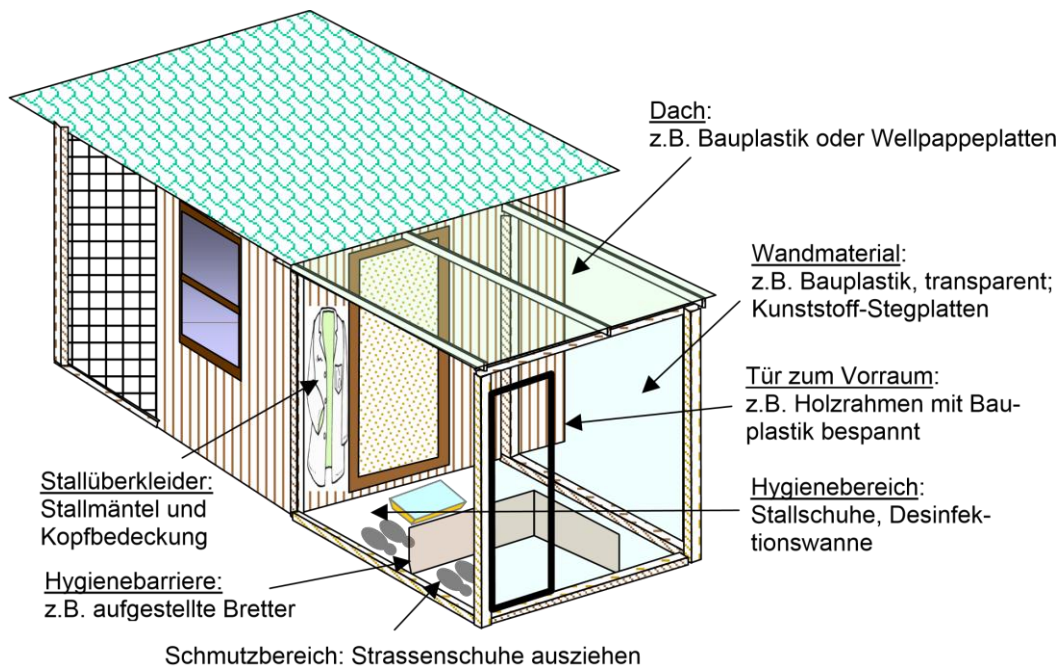 Dach:
z.B. Bauplastik oder Wellpappeplatten
Wandmaterial:
z.B. Bauplastik, transparent;
Kunststoff-Stegplatten
Tür zum Vorraum:
z.B. Holzrahmen mit Bau-
plastik bespannt
Hygienebereich:
Stallschuhe, Desinfek-
tionswanne
Stallüberkleider:
Stallmäntel und
Kopfbedeckung
Hygienebarriere:
z.B. aufgestellte Bretter
Schmutzbereich: Strassenschuhe ausziehen